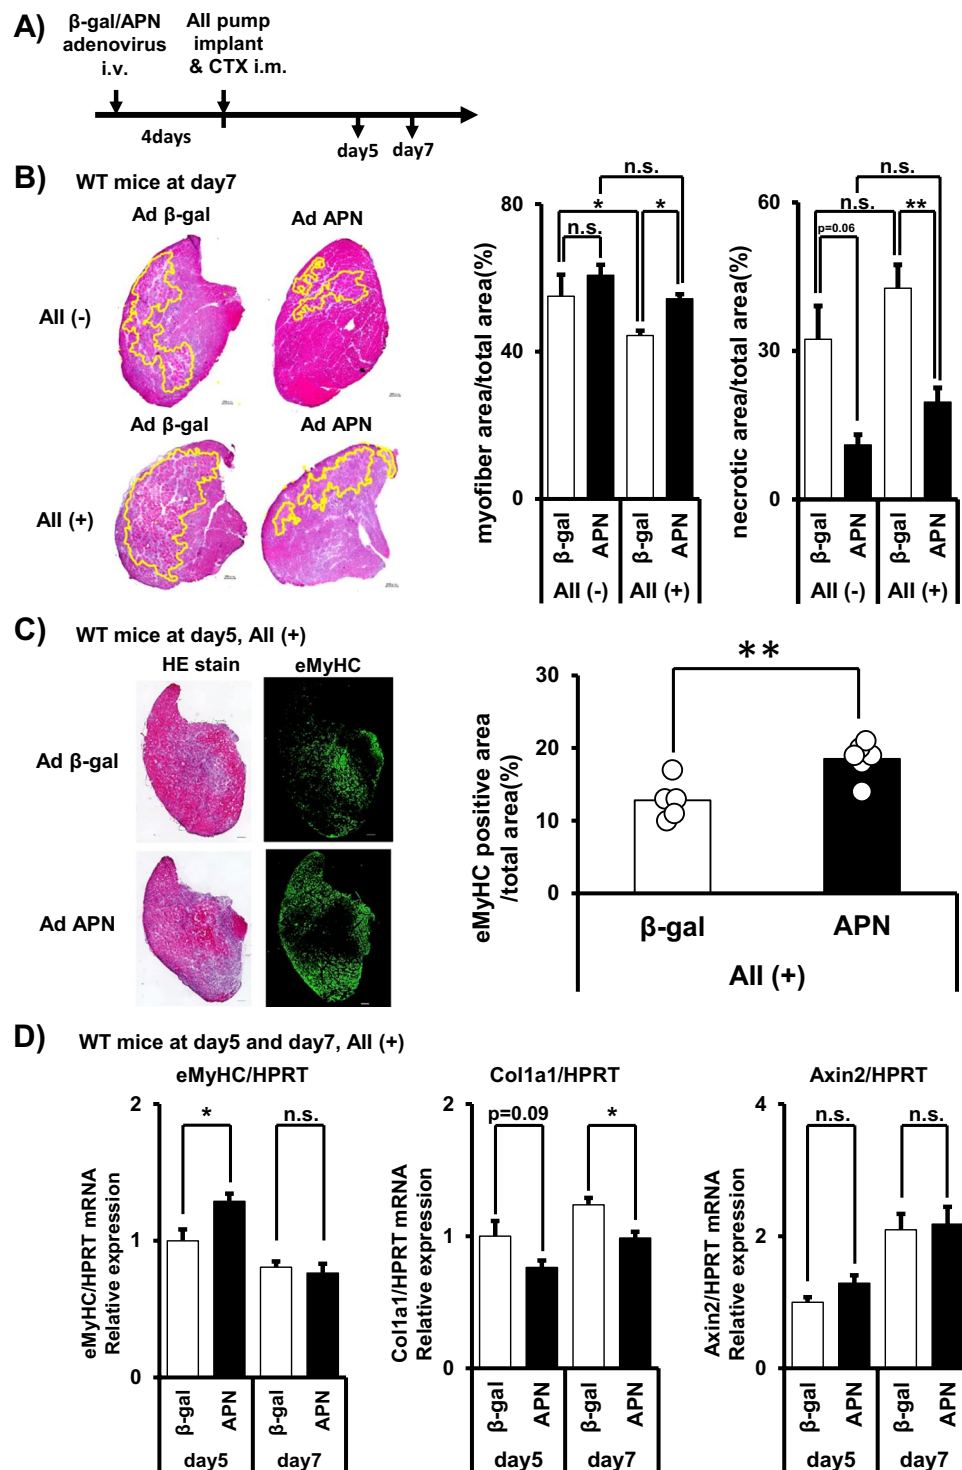 A)
β-gal/APN
adenovirus
i.v.
AII pump
implant
& CTX i.m.
4days
day5
day7
B)
WT mice at day7
Ad β-gal
Ad APN
AII (-)
Ad β-gal
Ad APN
AII (+)
myofiber area/total area(%)
80
40
0
n.s.
*
*
n.s.
β-gal
APN
β-gal
APN
AII (-)
AII (+)
necrotic area/total area(%)
60
30
0
n.s.
n.s.
**
p=0.06
β-gal
APN
β-gal
APN
AII (-)
AII (+)
C)
WT mice at day5, AII (+)
HE stain
eMyHC
Ad β-gal
Ad APN
eMyHC positive area
/total area(%)
30
20
10
0
**
β-gal
APN
AII (+)
D)
WT mice at day5 and day7, AII (+)
eMyHC/HPRT
eMyHC/HPRT mRNA
Relative expression
2
1
0
*
n.s.
β-gal
APN
β-gal
APN
day5
day7
Col1a1/HPRT
Col1a1/HPRT mRNA
Relative expression
2
1
0
p=0.09
*
β-gal
APN
β-gal
APN
day5
day7
Axin2/HPRT
Axin2/HPRT mRNA
Relative expression
4
2
0
n.s.
n.s.
β-gal
APN
β-gal
APN
day5
day7